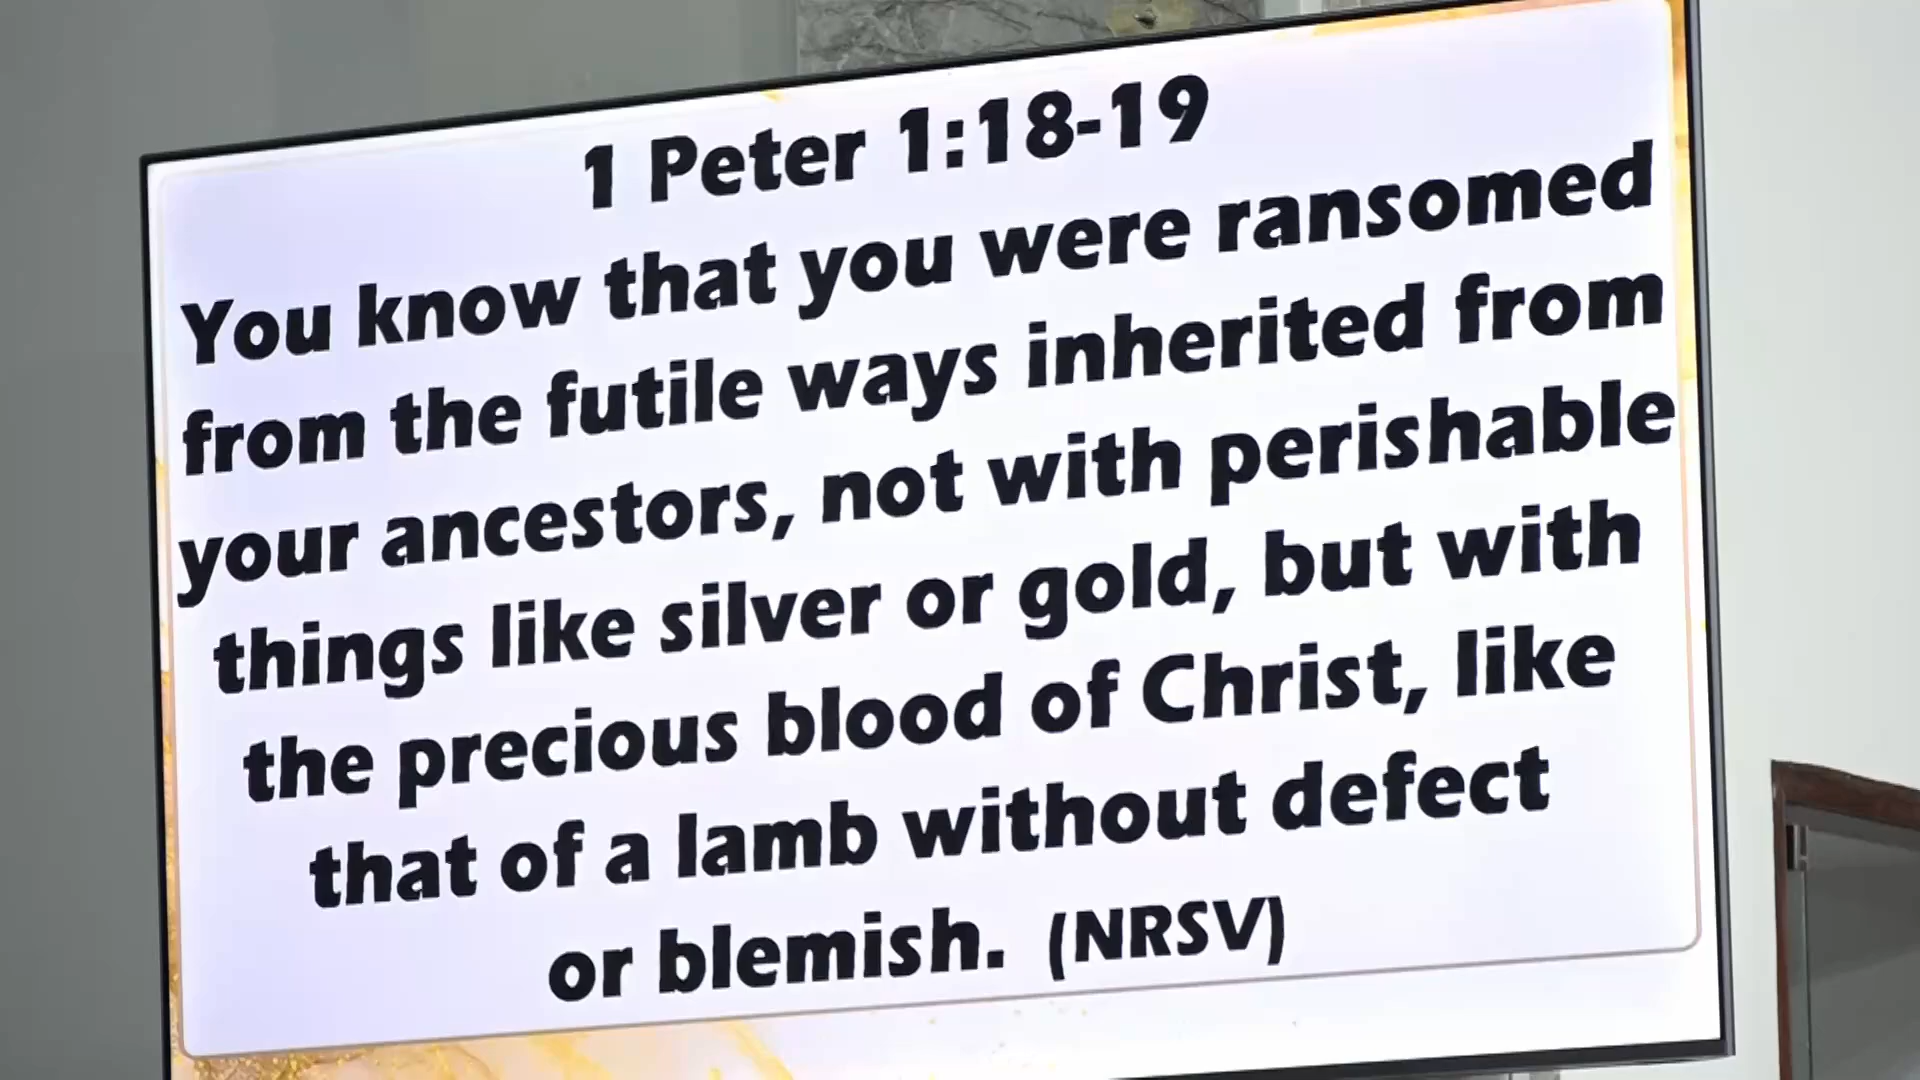 1 Peter 1:18-19
You know that you were ransomed
from the futile ways inherited from
your ancestors, not with perishable
things like silver or gold, but with
the precious blood of Christ, like
that of a lamb without defect
or blemish. (NRSV)